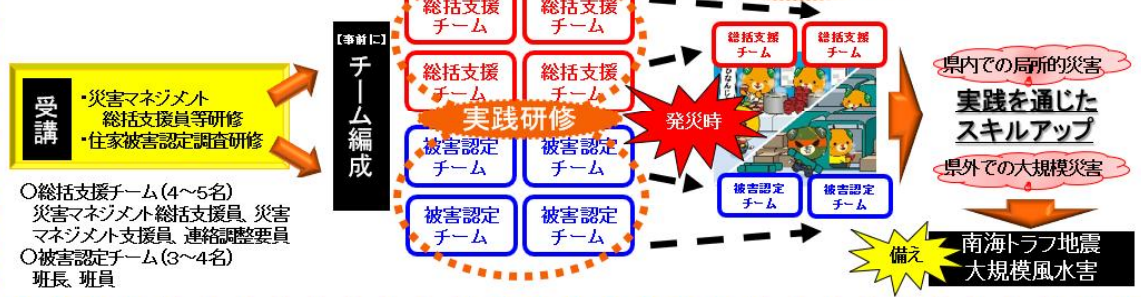 受講
・災害マネジメント
総括支援員等研修
・住家被害認定調査研修
〇総括支援チーム(4~5名)
災害マネジメント総括支援員、災害
マネジメント支援員、連絡調整要員
〇被害認定チーム(3~4名)
班長、班員
【事前に】
チーム編成
総括支援
チーム
総括支援
チーム
総括支援
チーム
総括支援
チーム
実践研修
被害認定
チーム
被害認定
チーム
被害認定
チーム
被害認定
チーム
発災時
総括支援
チーム
総括支援
チーム
ひなんじ
被害認定
チーム
被害認定
チーム
県内での局所的災害
実践を通じた
スキルアップ
県外での大規模災害
備え
南海トラフ地震
大規模風水害